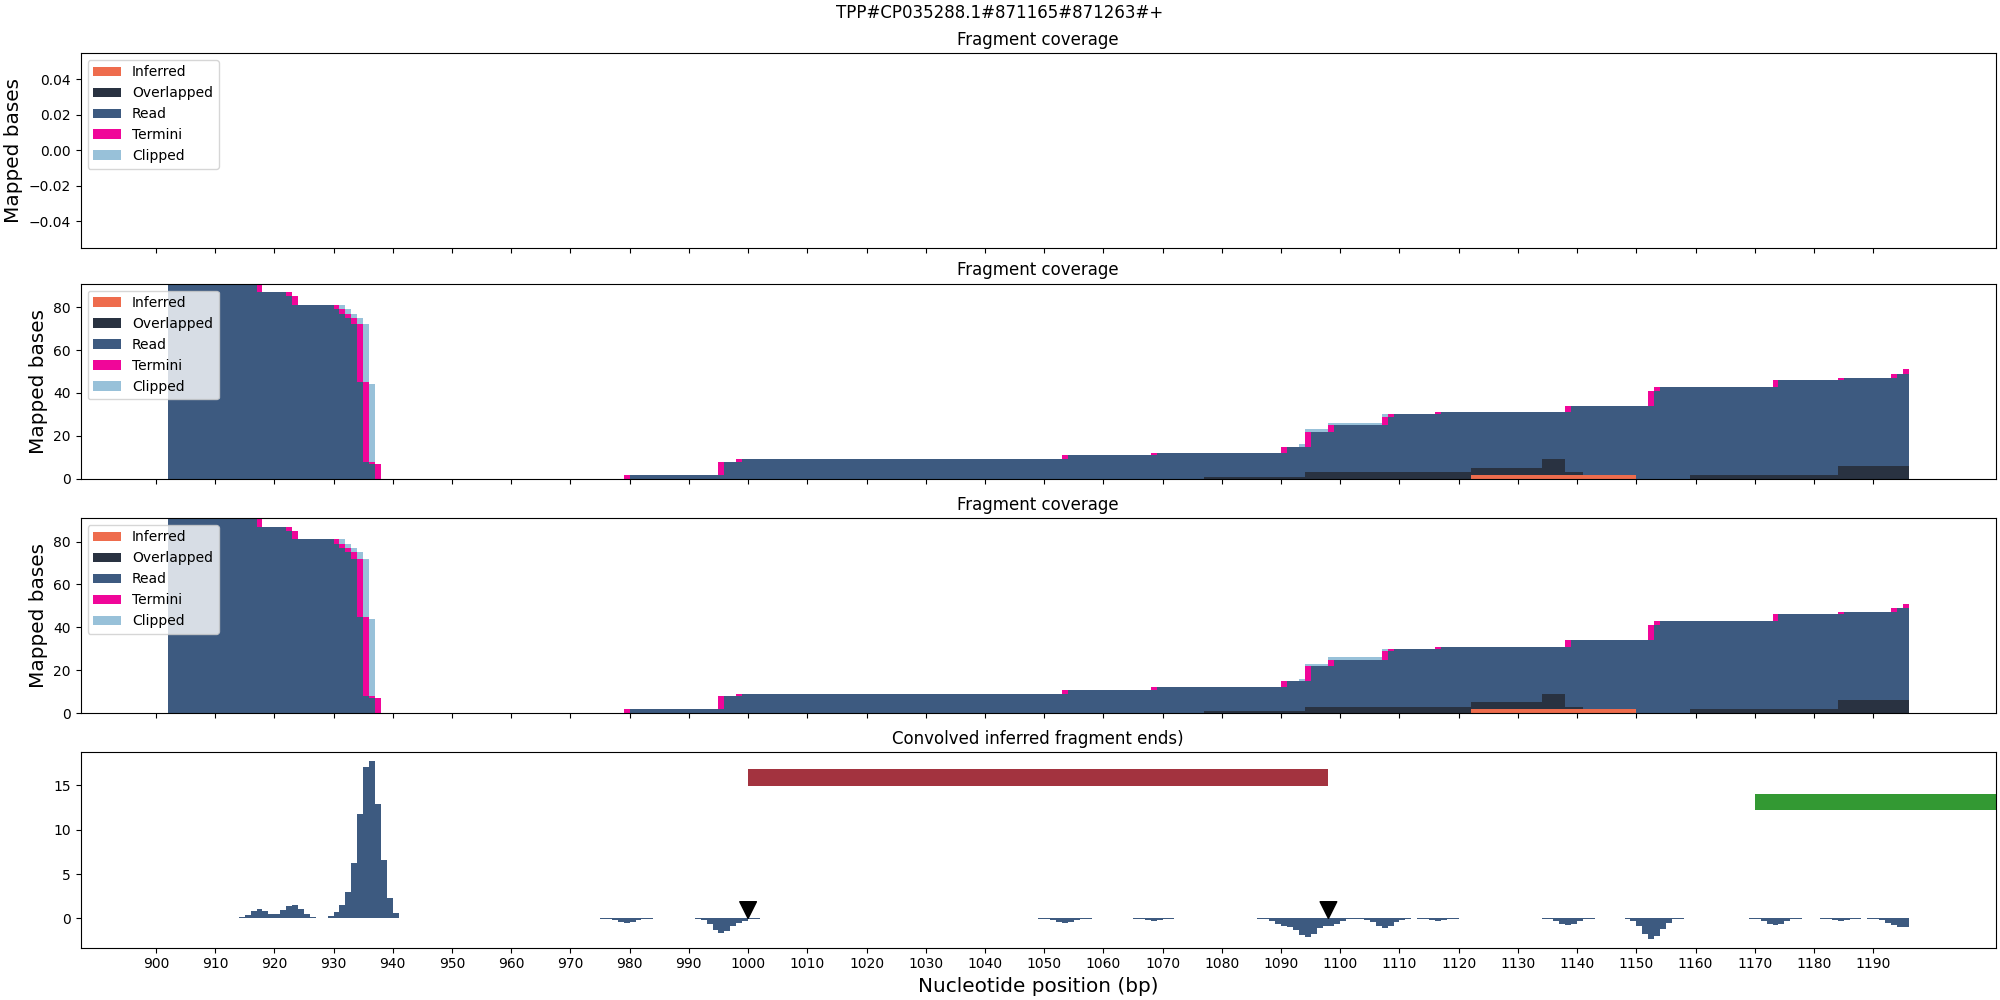 TPP#CP035288.1#871165#871263#+
Fragment coverage
Mapped bases
0.04
0.02
0.00
−0.02
−0.04
Inferred
Overlapped
Read
Termini
Clipped
Fragment coverage
Mapped bases
80
60
40
20
0
Inferred
Overlapped
Read
Termini
Clipped
Fragment coverage
Mapped bases
80
60
40
20
0
Inferred
Overlapped
Read
Termini
Clipped
Convolved inferred fragment ends)
15
10
5
0
900 910 920 930 940 950 960 970 980 990 1000 1010 1020 1030 1040 1050 1060 1070 1080 1090 1100 1110 1120 1130 1140 1150 1160 1170 1180 1190
Nucleotide position (bp)